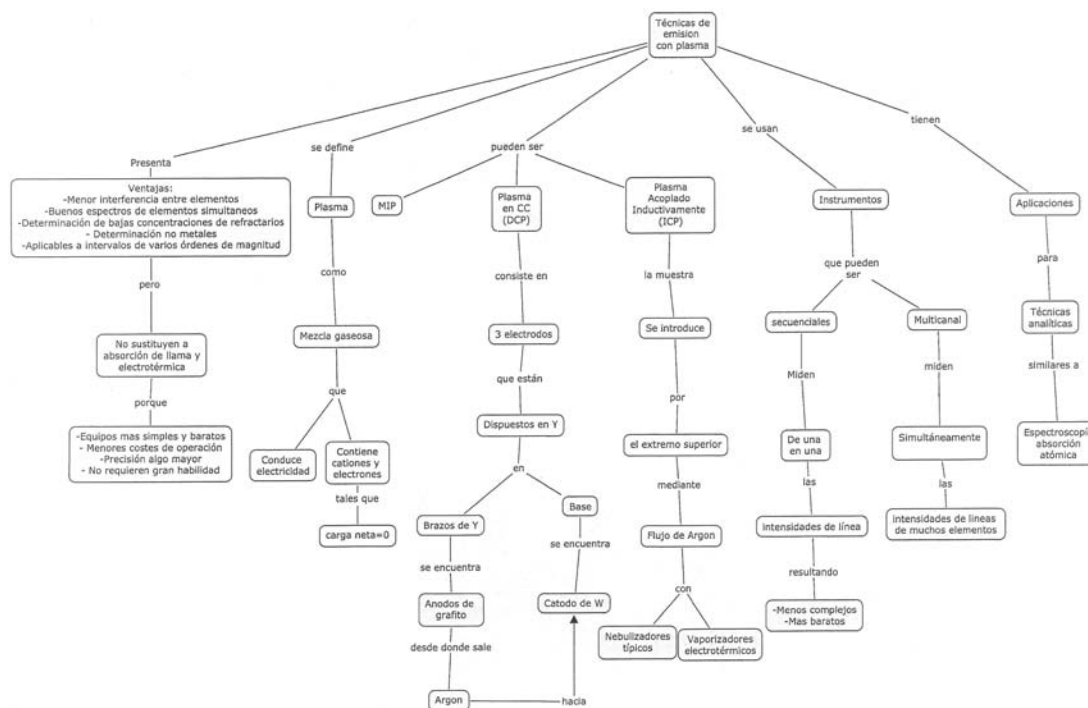 Técnicas de
emision
con plasma
Presenta
se define
pueden ser
se usan
tienen
Ventajas:
-Menor interferencia entre elementos
-Buenos espectros de elementos simultaneos
-Determinación de bajas concentraciones de refractarios
- Determinación no metales
-Aplicables a intervalos de varios órdenes de magnitud
pero
No sustituyen a
absorción de llama y
electrotérmica
porque
-Equipos mas simples y baratos
- Menores costes de operación
-Precisión algo mayor
- No requieren gran habilidad
Plasma
como
Mezcla gaseosa
que
Conduce
electricidad
Contiene
cationes y
electrones
tales que
carga neta=0
MIP
Plasma
en CC
(DCP)
consiste en
3 electrodos
que están
Dispuestos en Y
en
Brazos de Y
se encuentra
Anodos de
grafito
desde donde sale
Argon
hacia
Base
se encuentra
Catodo de W
Plasma
Acoplado
Inductivamente
(ICP)
la muestra
Se introduce
por
el extremo superior
mediante
Flujo de Argon
con
Nebulizadores
típicos
Vaporizadores
electrotérmicos
Instrumentos
que pueden
ser
secuenciales
Miden
De una
en una
las
intensidades de línea
resultando
-Menos complejos
-Mas baratos
Multicanal
miden
Simultáneamente
las
intensidades de lineas
de muchos elementos
Aplicaciones
para
Técnicas
analíticas
similares a
Espectroscopí
absorción
atómica